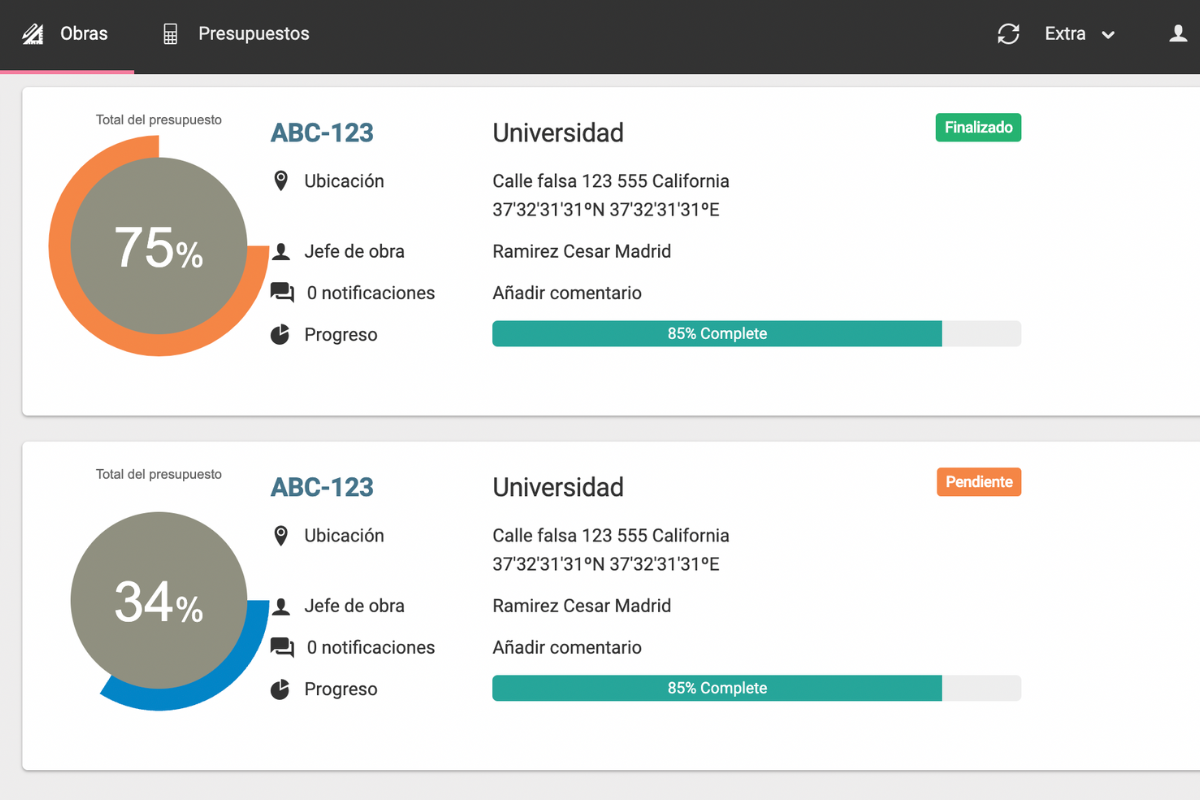 Obras
Presupuestos
Extra
Total del presupuesto
75%
ABC-123
Universidad
Finalizado
Ubicación
Calle falsa 123 555 California
37'32'31'31ºN 37'32'31'31ºE
Jefe de obra
Ramirez Cesar Madrid
0 notificaciones
Añadir comentario
Progreso
85% Complete
Total del presupuesto
34%
ABC-123
Universidad
Pendiente
Ubicación
Calle falsa 123 555 California
37'32'31'31ºN 37'32'31'31ºE
Jefe de obra
Ramirez Cesar Madrid
0 notificaciones
Añadir comentario
Progreso
85% Complete